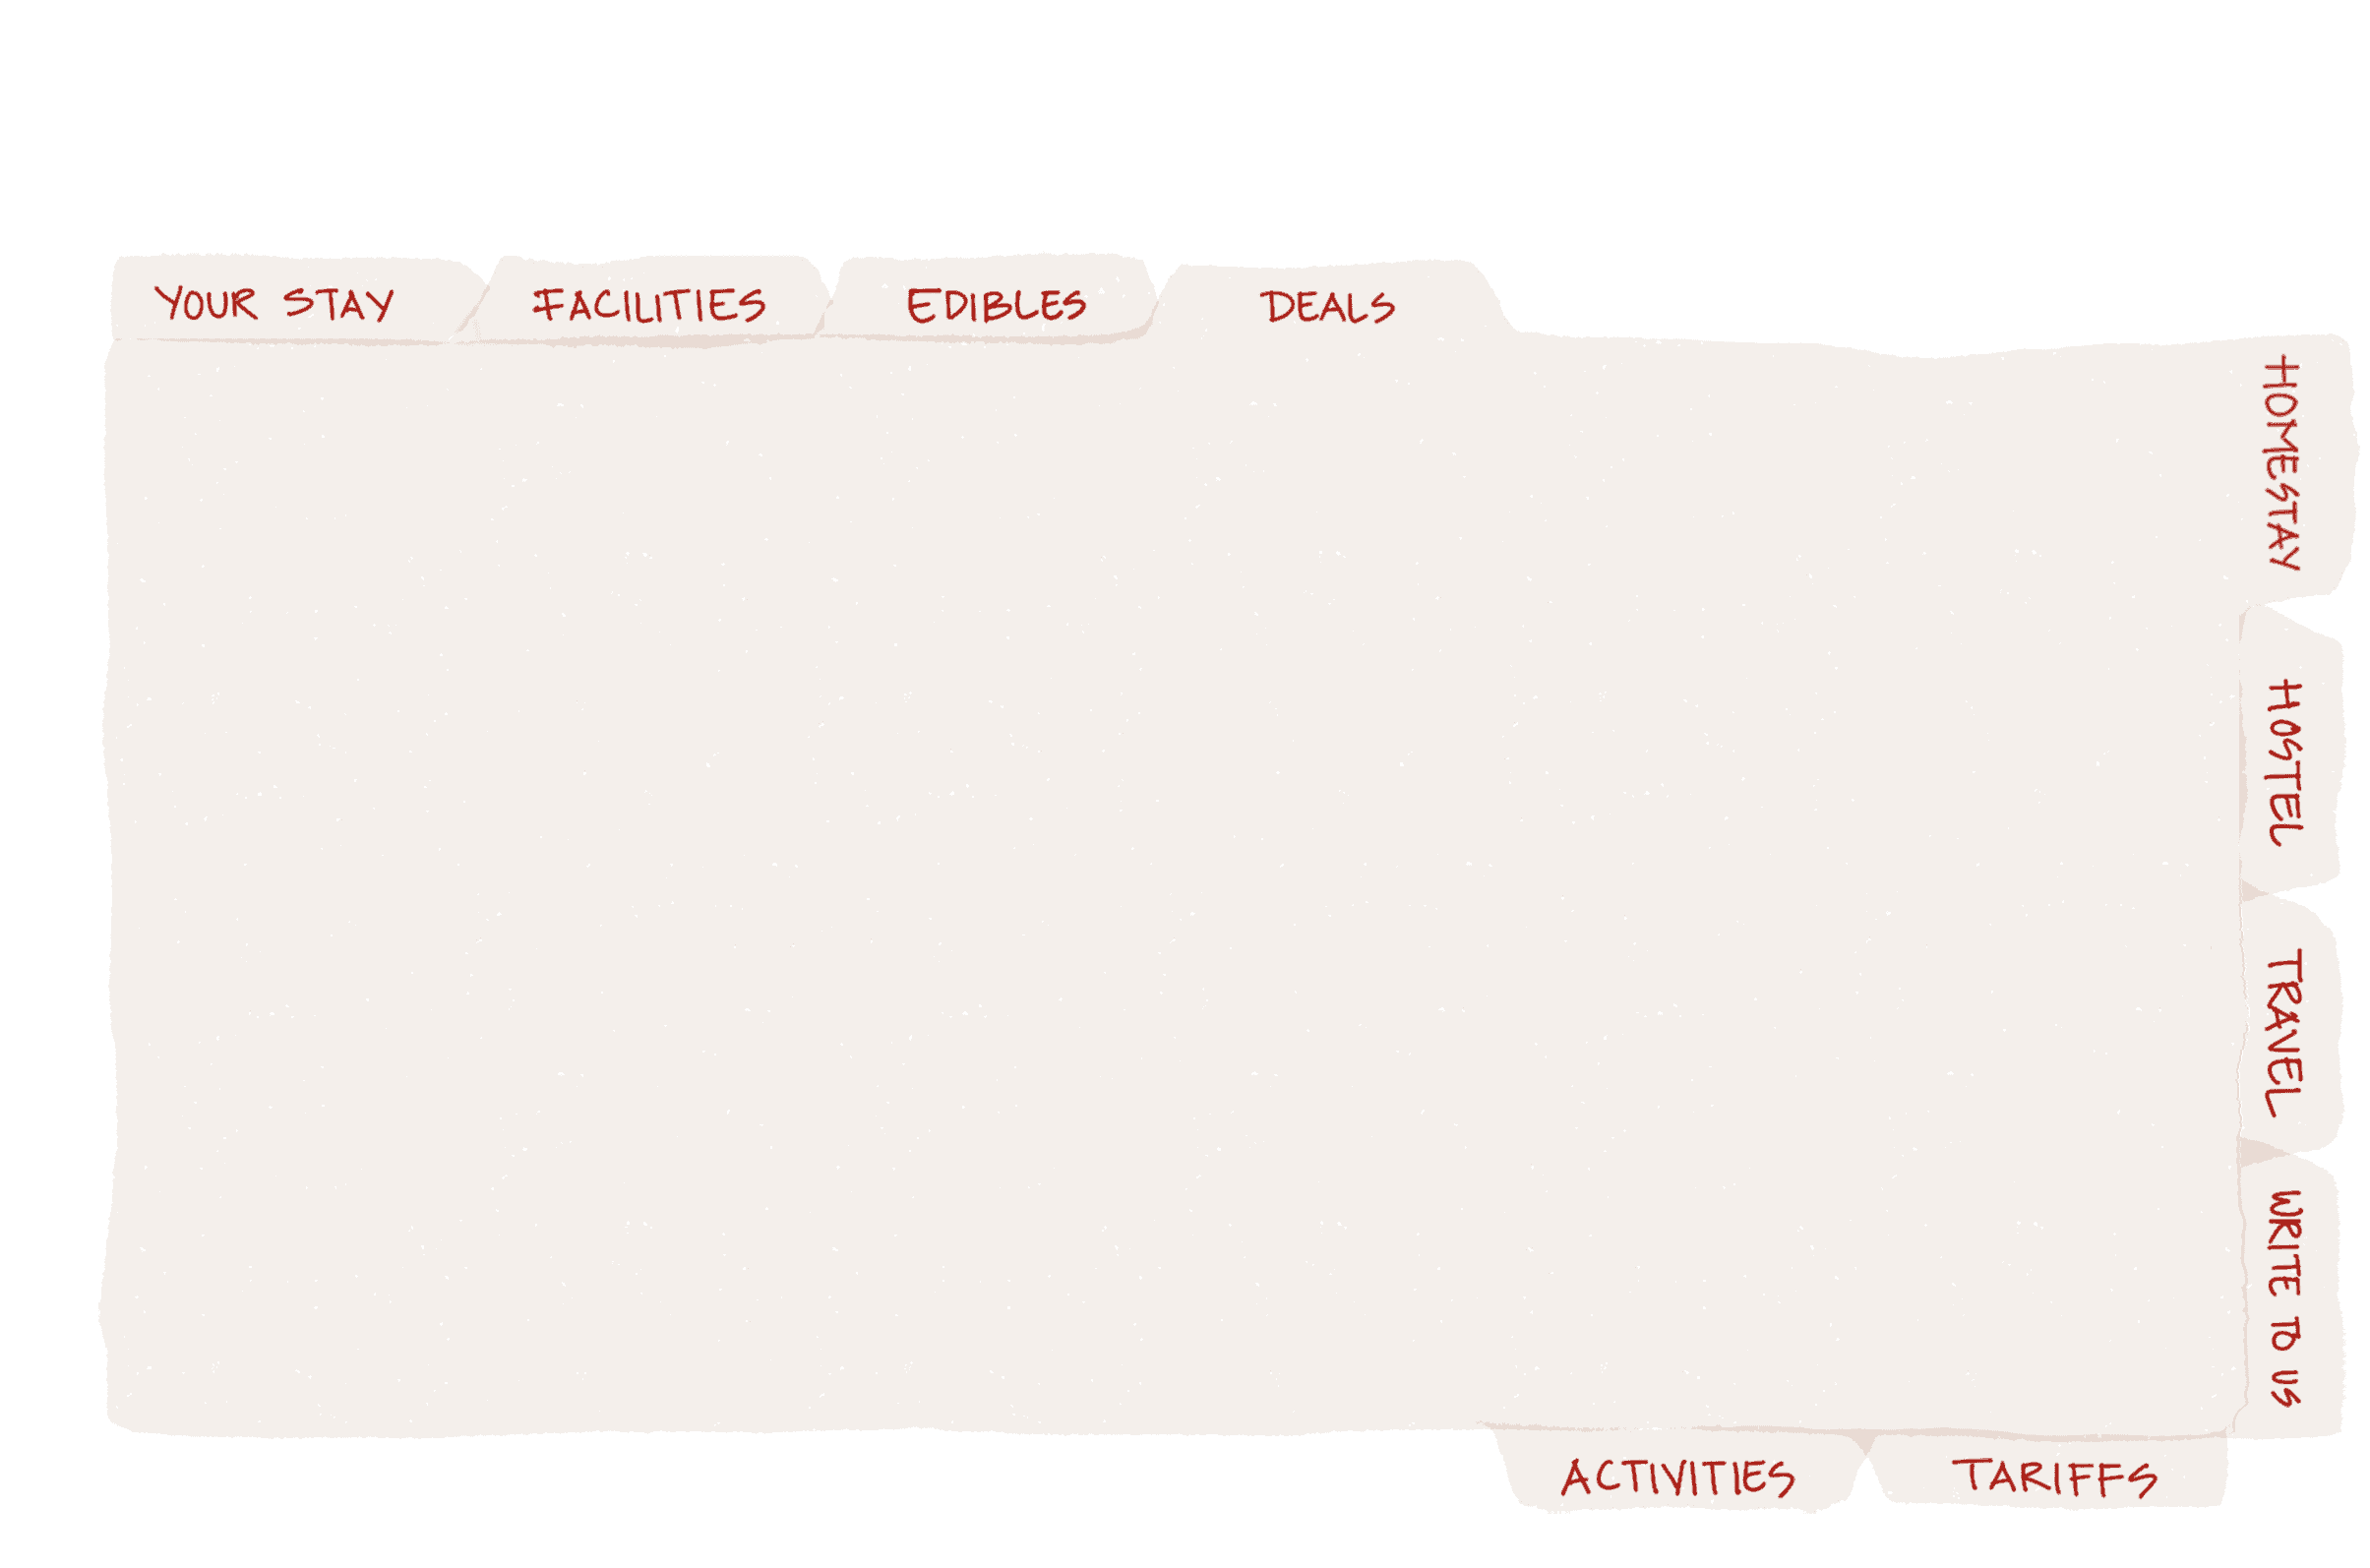 YOUR STAY
FACILITIES
EDIBLES
DEALS
HOMESTAY
HOSTEL
TRAVEL
WRITE TO US
ACTIVITIES
TARIFFS